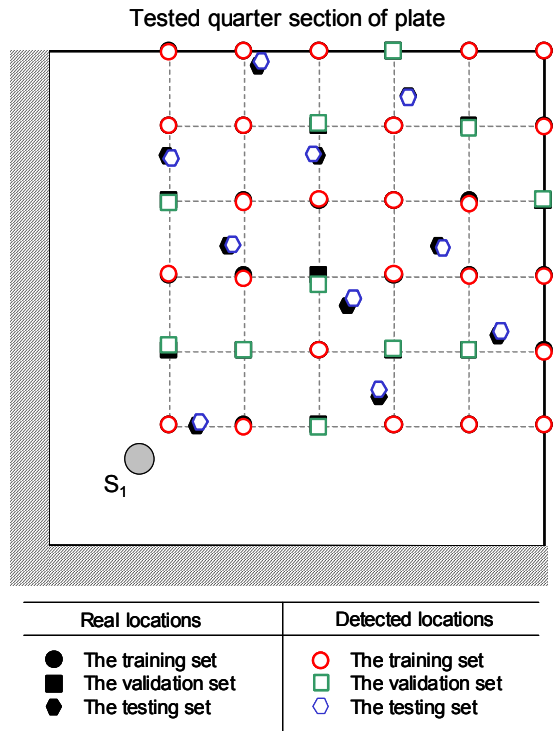 Tested quarter section of plate
S1
Real locations Detected locations
The training set The training set
The validation set The validation set
The testing set The testing set